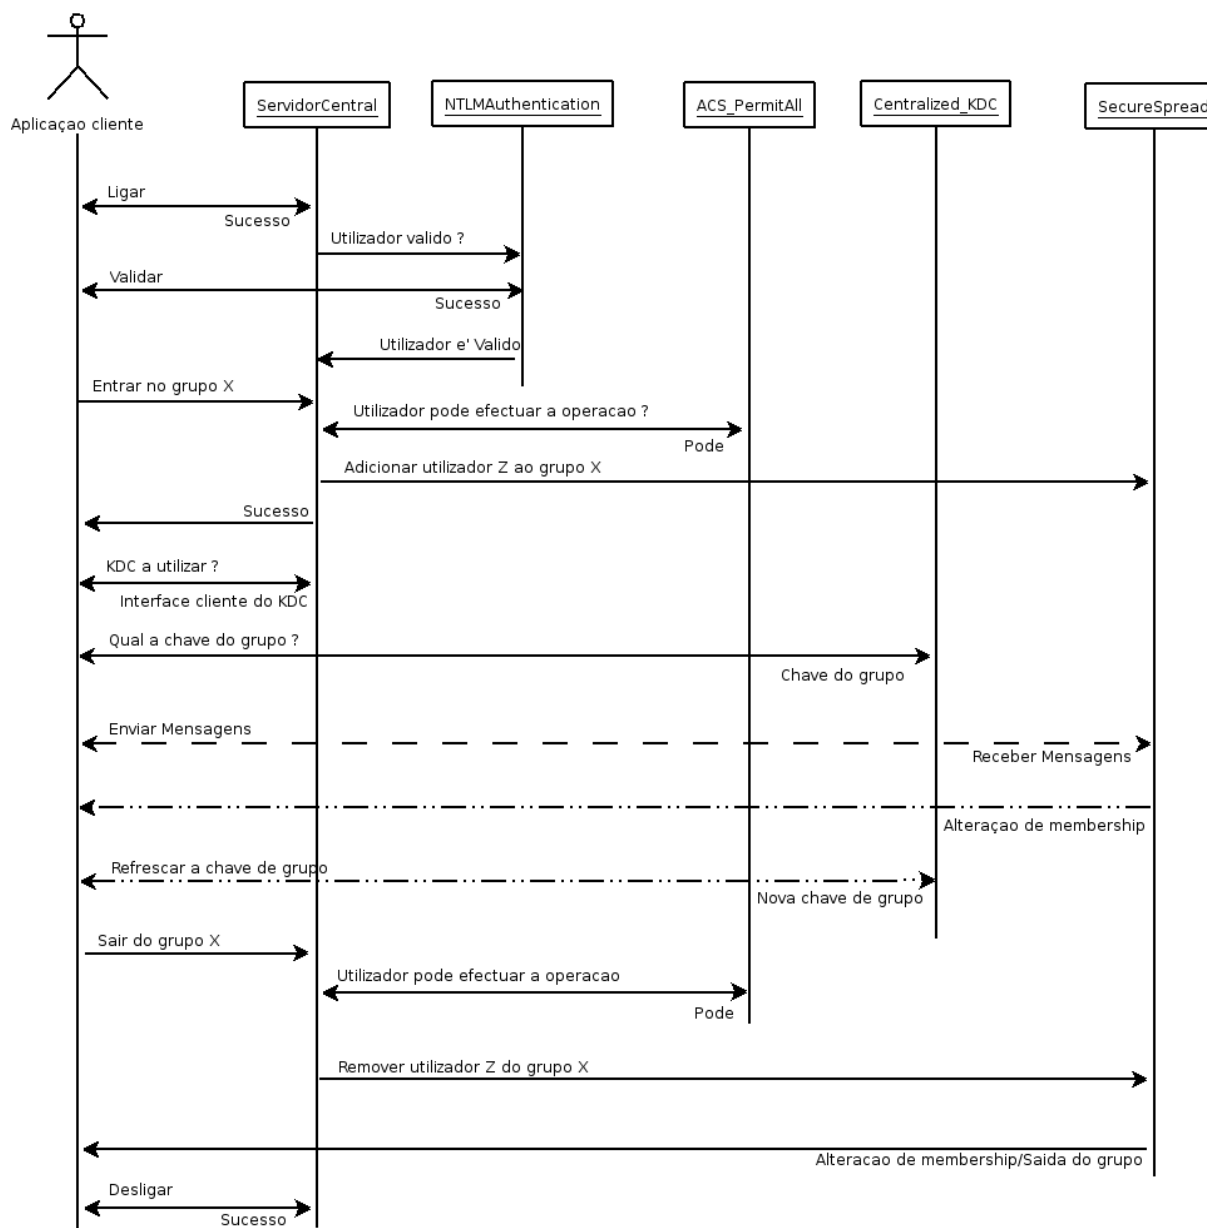 ServidorCentral
NTLMAuthentication
ACS_PermitAll
Centralized_KDC
SecureSpread
Aplicaçao cliente
Ligar
Sucesso
Utilizador valido ?
Validar
Sucesso
Utilizador e' Valido
Entrar no grupo X
Utilizador pode efectuar a operacao ?
Pode
Adicionar utilizador Z ao grupo X
Sucesso
KDC a utilizar ?
Interface cliente do KDC
Qual a chave do grupo ?
Chave do grupo
Enviar Mensagens
Receber Mensagens
Alteraçao de membership
Refrescar a chave de grupo
Nova chave de grupo
Sair do grupo X
Utilizador pode efectuar a operacao
Pode
Remover utilizador Z do grupo X
Alteracao de membership/Saida do grupo
Desligar
Sucesso